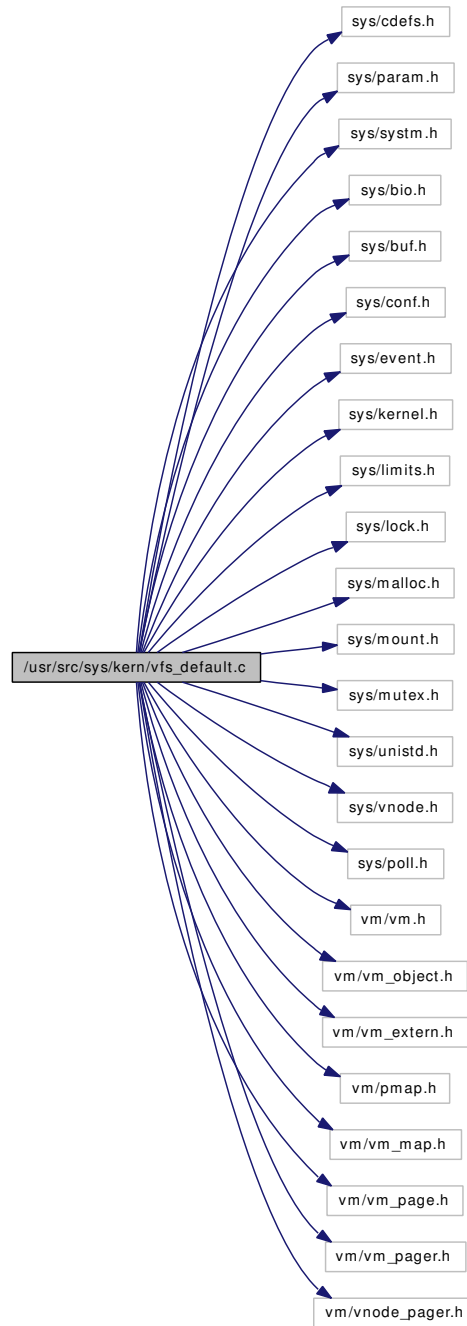 sys/cdefs.h
sys/param.h
sys/systm.h
sys/bio.h
sys/buf.h
sys/conf.h
sys/event.h
sys/kernel.h
sys/limits.h
sys/lock.h
sys/malloc.h
sys/mount.h
/usr/src/sys/kern/vfs_default.c
sys/mutex.h
sys/unistd.h
sys/vnode.h
sys/poll.h
vm/vm.h
vm/vm_object.h
vm/vm_extern.h
vm/pmap.h
vm/vm_map.h
vm/vm_page.h
vm/vm_pager.h
vm/vnode_pager.h